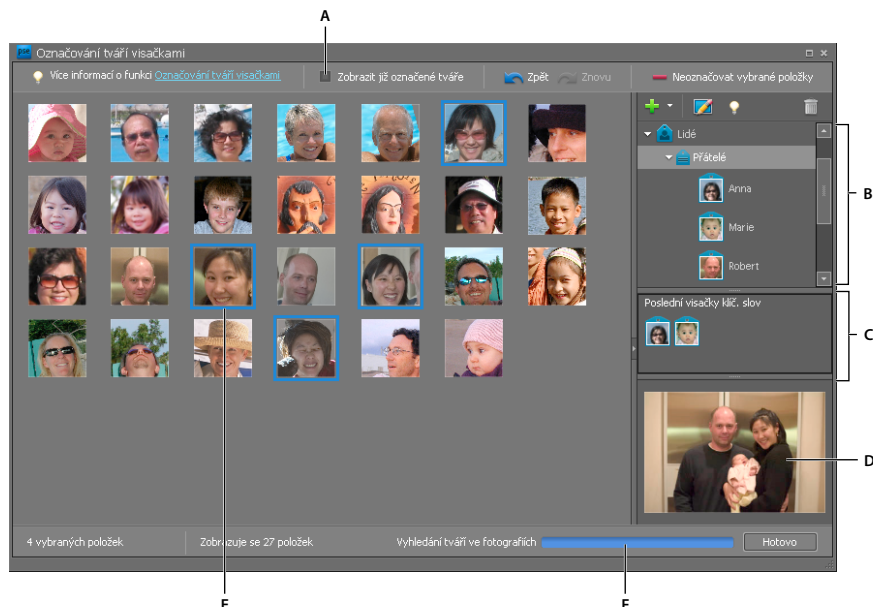 A
Označování tváří visačkami
Více informací o funkci Označování tváří visačkami
Zobrazit již označené tváře
Zpět
Znovu
Neoznačovat vybrané položky
Lidé
Přátelé
Anna
Marie
Robert
B
Poslední visačky klíč. slov
C
D
4 vybraných položek
Zobrazuje se 27 položek
Vyhledání tváří ve fotografiích
Hotovo